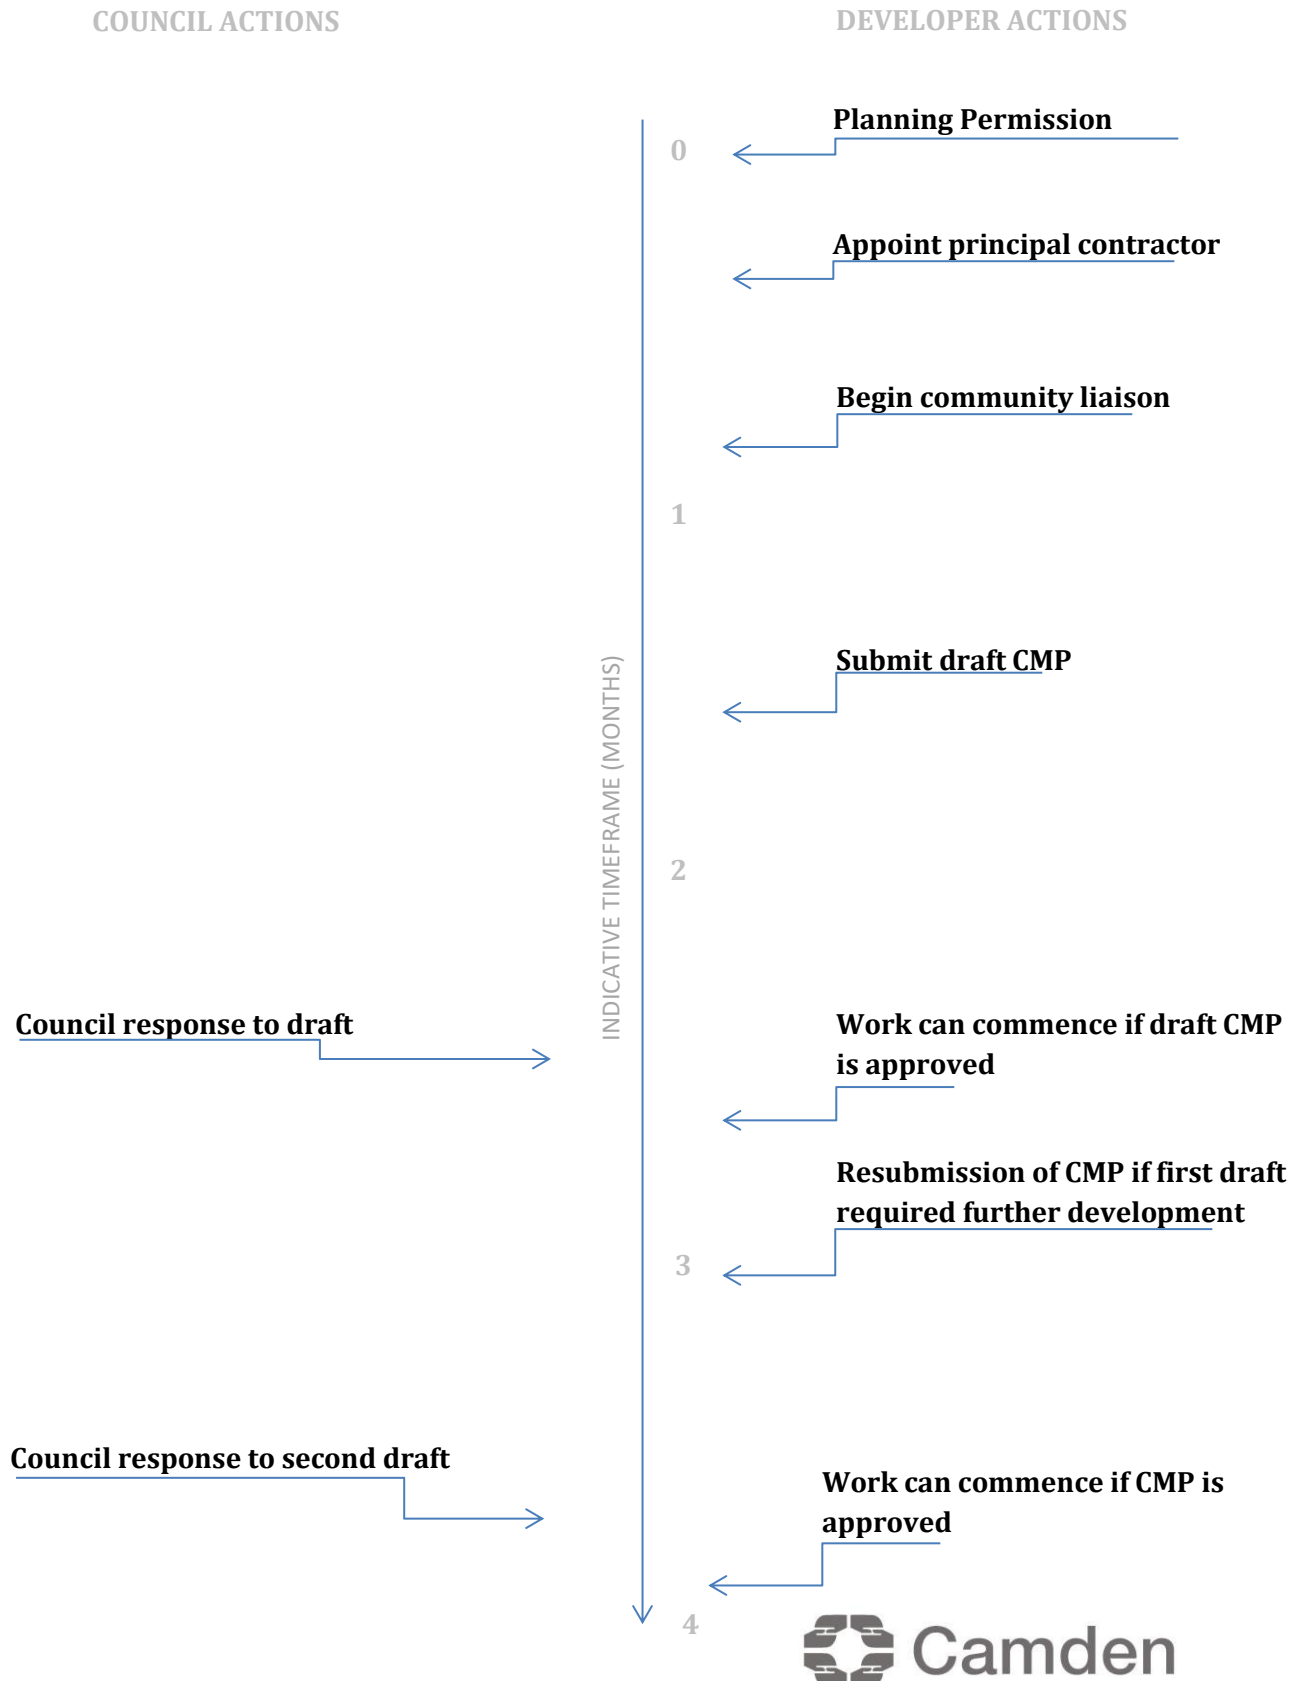 COUNCIL ACTIONS
DEVELOPER ACTIONS
Planning Permission
0
Appoint principal contractor
Begin community liaison
1
Submit draft CMP
INDICATIVE TIMEFRAME (MONTHS)
2
Council response to draft
Work can commence if draft CMP
is approved
Resubmission of CMP if first draft
required further development
3
Council response to second draft
Work can commence if CMP is
approved
4
Camden